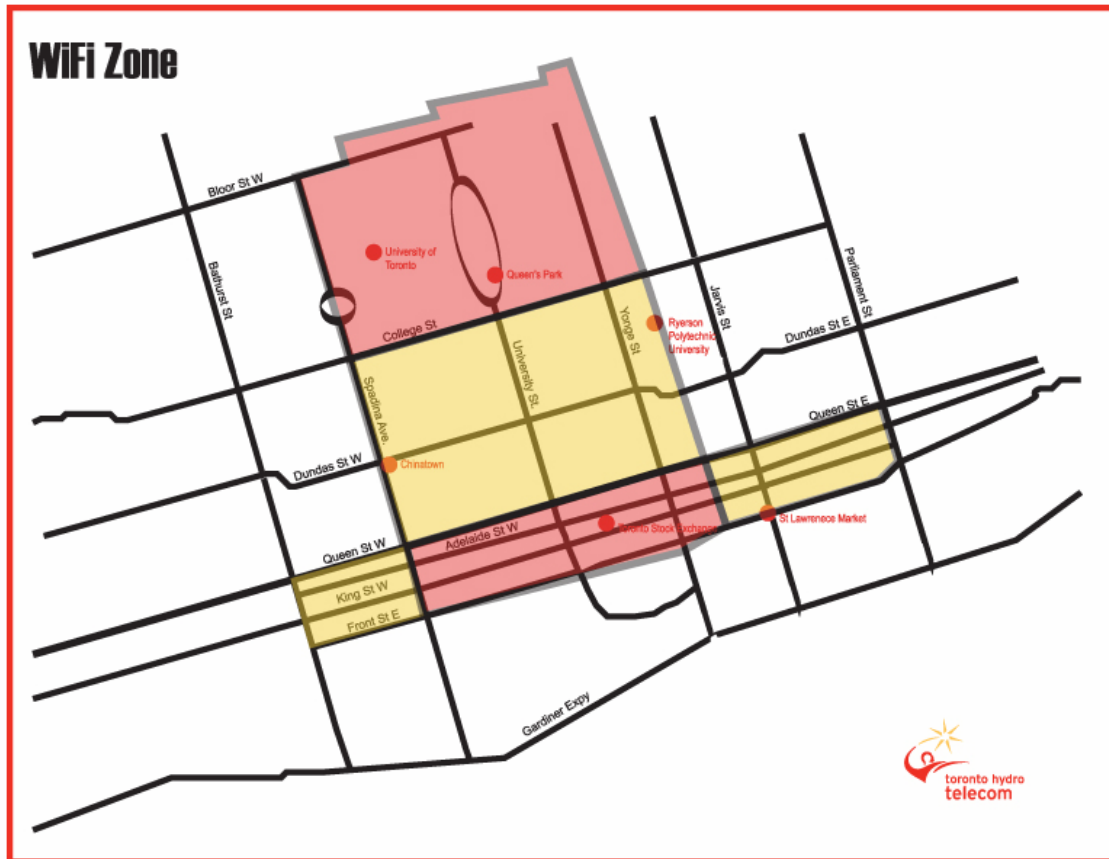 WiFi Zone
Bloor St W
University of
Toronto
Queen's Park
Bathurst St
Parliament St
Jarvis St
Yonge St
College St
Ryerson
Polytechnic
University
Dundas St E
University St.
Spadina Ave.
Queen St E
Dundas St W
Chinatown
St Lawrenece Market
Toronto Stock Exchange
Adelaide St W
Queen St W
King St W
Front St E
Gardiner Expy
toronto hydro
telecom